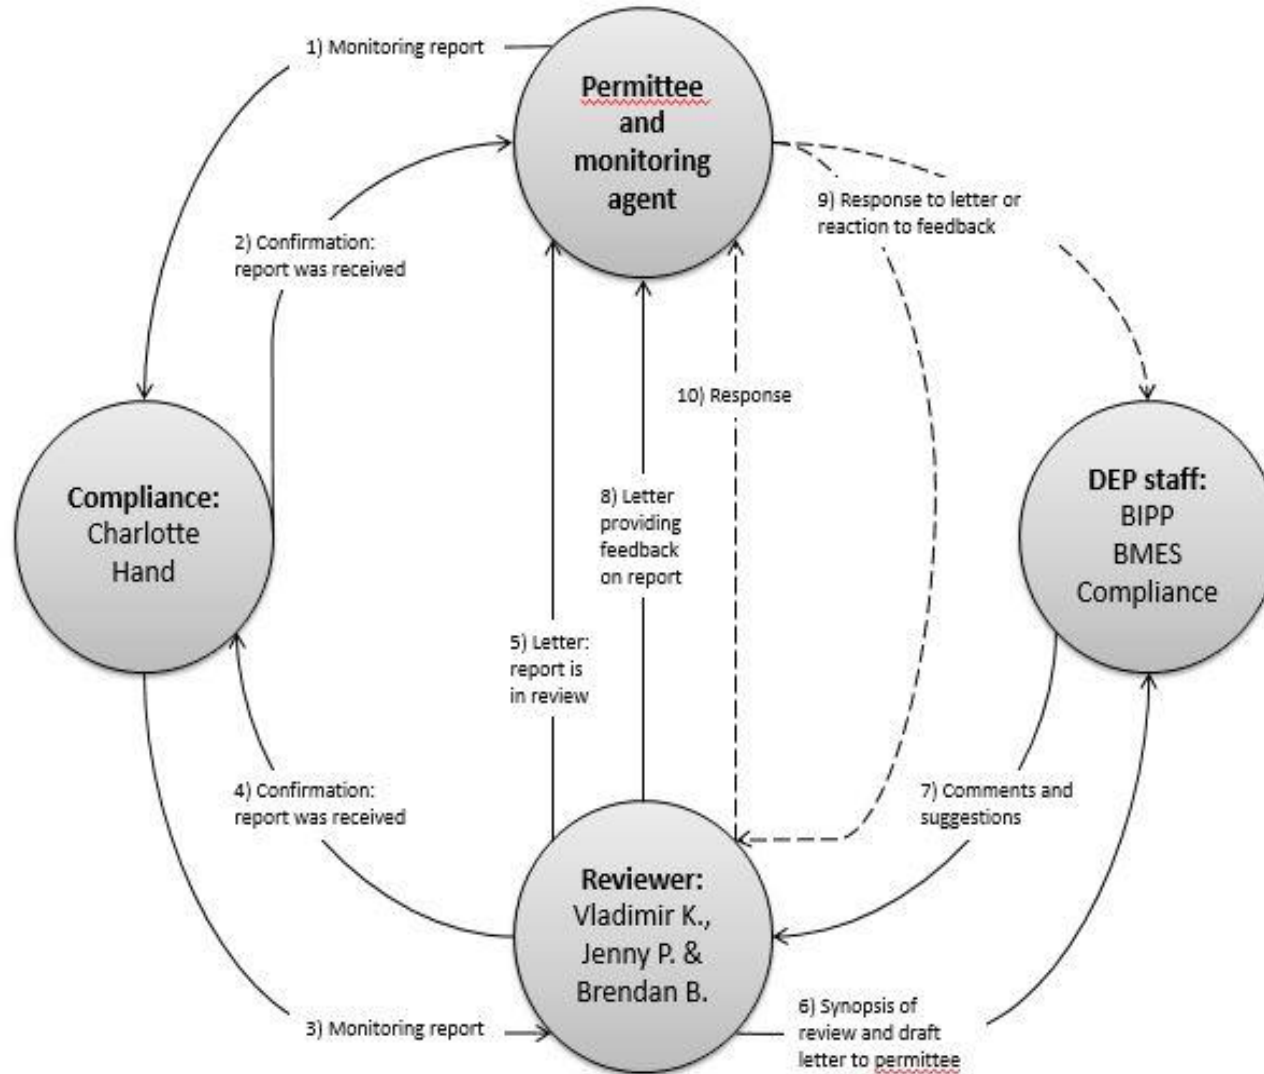 1) Monitoring report
Permittee
and
monitoring
agent
2) Confirmation:
report was received
9) Response to letter or
reaction to feedback
10) Response
Compliance:
Charlotte
Hand
8) Letter
providing
feedback
on report
DEP staff:
BIPP
BMES
Compliance
5) Letter:
report is
in review
4) Confirmation:
report was received
7) Comments and
suggestions
Reviewer:
Vladimir K.,
Jenny P. &
Brendan B.
3) Monitoring report
6) Synopsis of
review and draft
letter to permittee